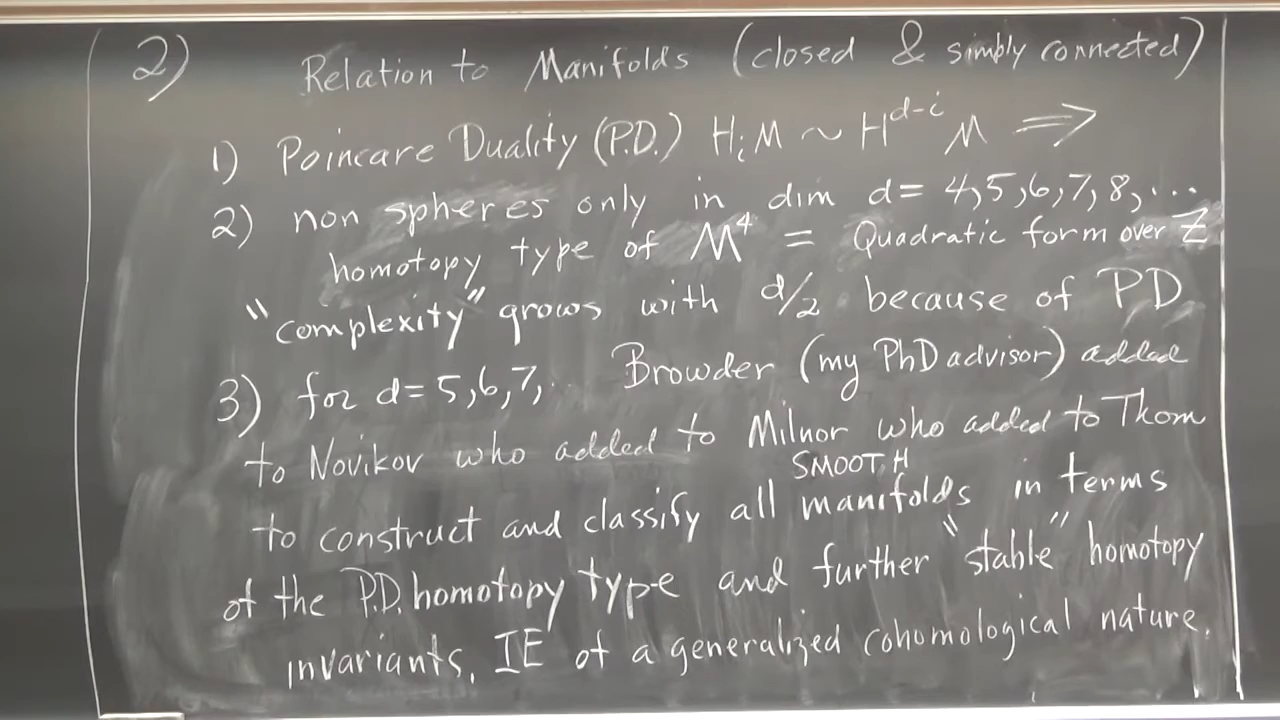 2) Relation to Manifolds (closed & simply connected)
1) Poincare Duality (P.D.) HᵢM ~ H^{d-i} M ⇒
2) non spheres only in dim d= 4,5,6,7,8,...
homotopy type of M⁴ = Quadratic form over Z
"complexity" grows with d/2 because of PD
3) for d=5,6,7,.. Browder (my PhD advisor) added
to Novikov who added to Milnor who added to Thom
SMOOTH
to construct and classify all manifolds in terms
of the P.D. homotopy type and further "stable" homotopy
invariants, IE of a generalized cohomological nature.